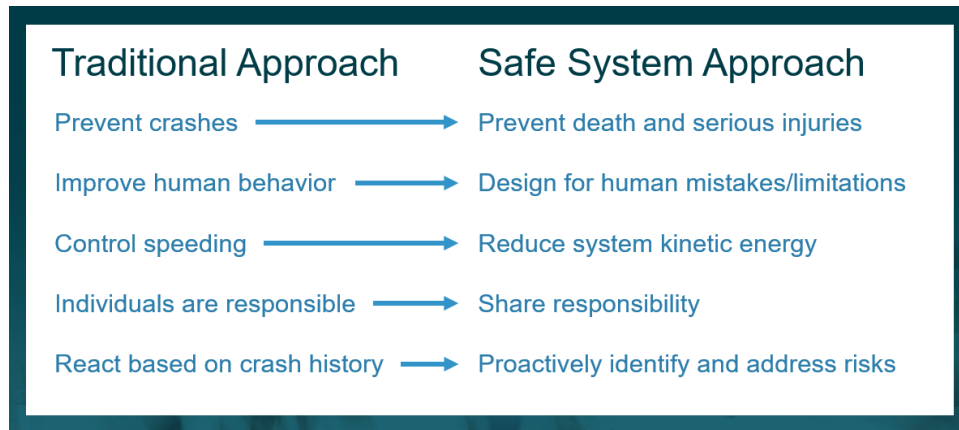 Traditional Approach Safe System Approach
Prevent crashes Prevent death and serious injuries
Improve human behavior Design for human mistakes/limitations
Control speeding Reduce system kinetic energy
Individuals are responsible Share responsibility
React based on crash history Proactively identify and address risks